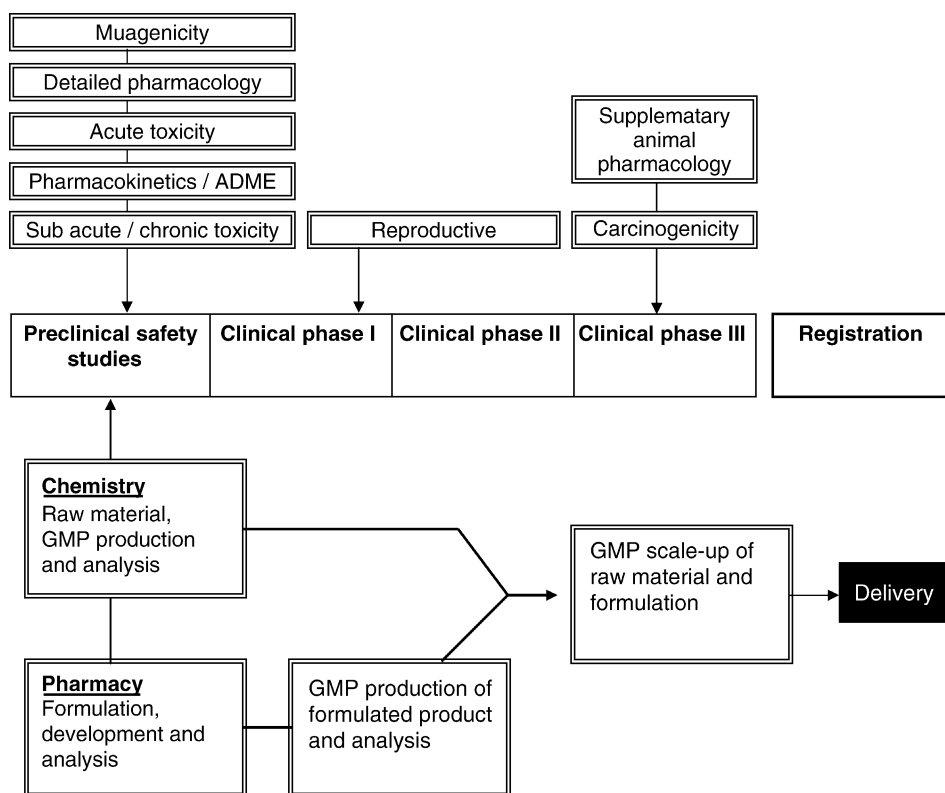 Muagenicity
Detailed pharmacology
Acute toxicity
Pharmacokinetics / ADME
Sub acute / chronic toxicity
Reproductive
Supplematary
animal
pharmacology
Carcinogenicity
Preclinical safety
studies
Clinical phase I
Clinical phase II
Clinical phase III
Registration
Chemistry
Raw material,
GMP production
and analysis
Pharmacy
Formulation,
development and
analysis
GMP production of
formulated product
and analysis
GMP scale-up of
raw material and
formulation
Delivery